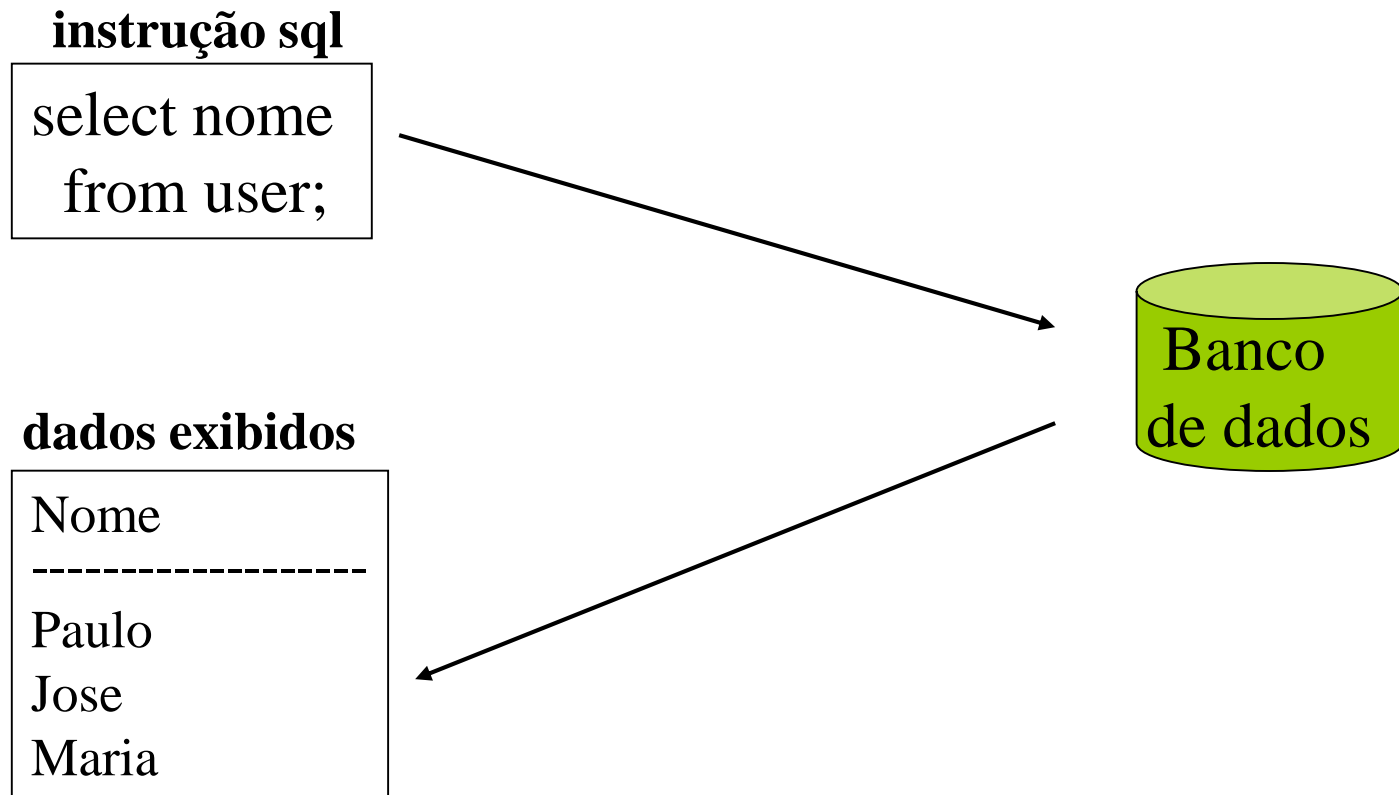 instrução sql
select nome
from user;
Banco
de dados
dados exibidos
Nome
-------------------
Paulo
Jose
Maria